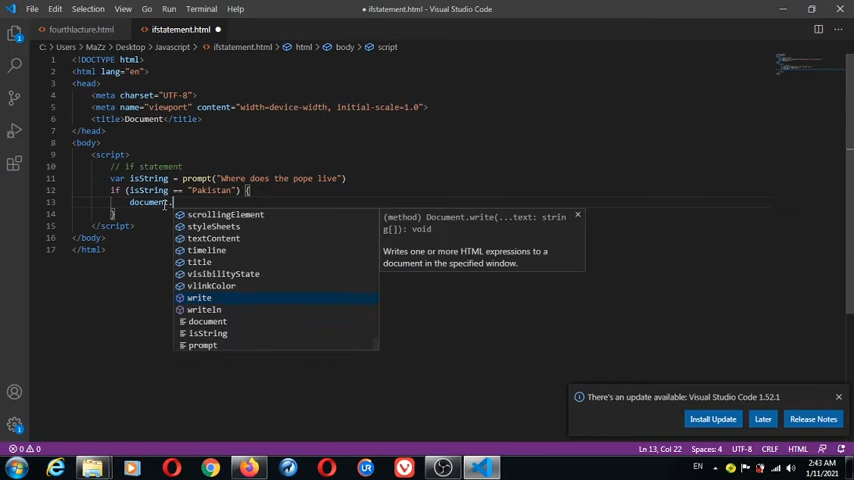 File Edit Selection View Go Run Terminal Help
ifstatement.html - Visual Studio Code
fourthlacture.html
ifstatement.html
C: > Users > MaZz > Desktop > Javascript > ifstatement.html > html > body > script
1 <!DOCTYPE html>
2 <html lang="en">
3 <head>
4 <meta charset="UTF-8">
5 <meta name="viewport" content="width=device-width, initial-scale=1.0">
6 <title>Document</title>
7 </head>
8 <body>
9 <script>
10 // if statement
11 var isString = prompt("Where does the pope live")
12 if (isString == "Pakistan") {
13 document.
14 }
15 </script>
16 </body>
17 </html>
scrollingElement
styleSheets
textContent
timeline
title
visibilityState
vlinkColor
write
writeln
document
isString
prompt
(method) Document.write(...text: strin
g[]): void
Writes one or more HTML expressions to a
document in the specified window.
There's an update available: Visual Studio Code 1.52.1
Install Update Later Release Notes
0 0
Ln 13, Col 22 Spaces: 4 UTF-8 CRLF HTML
EN
2:43 AM
1/11/2021